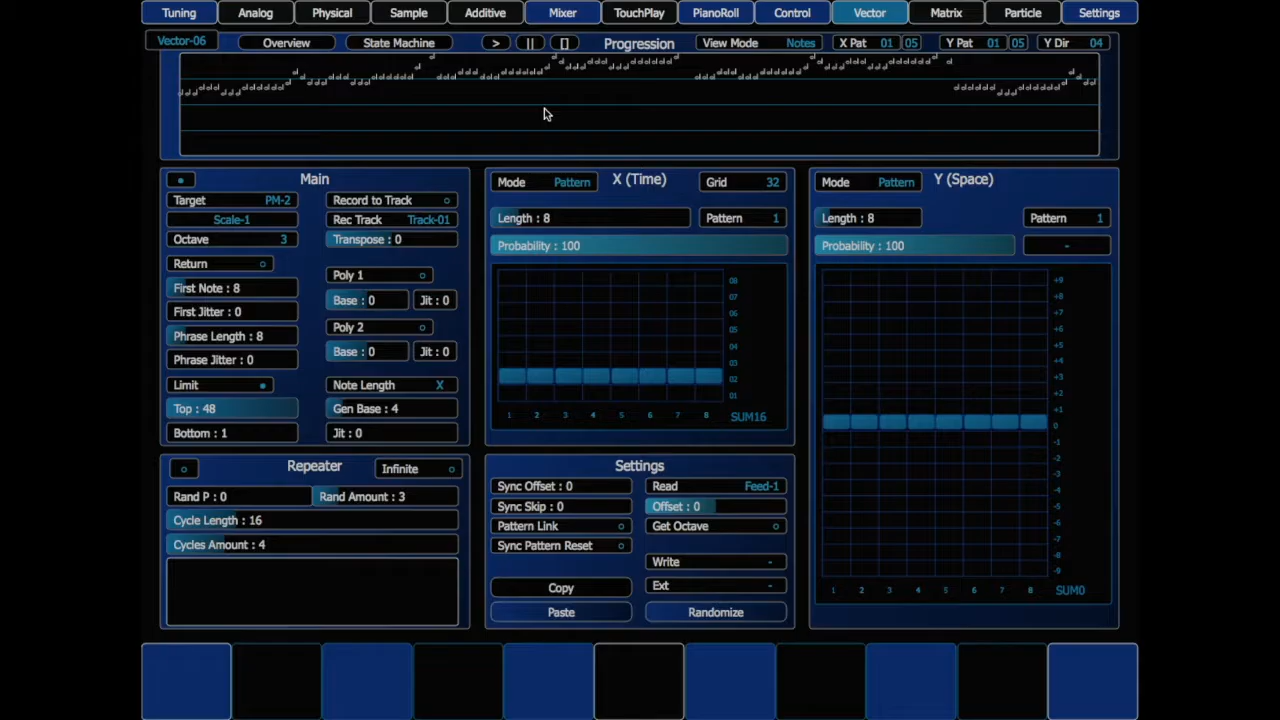 Tuning Analog Physical Sample Additive Mixer TouchPlay PianoRoll Control Vector Matrix Particle Settings
Vector-06 Overview State Machine > || [] Progression View Mode Notes X Pat 01 05 Y Pat 01 05 Y Dir 04
Main
Target PM-2
Scale-1
Octave 3
Return
First Note : 8
First Jitter : 0
Phrase Length : 8
Phrase Jitter : 0
Limit
Top : 48
Bottom : 1
Record to Track
Rec Track Track-01
Transpose : 0
Poly 1
Base : 0 Jit : 0
Poly 2
Base : 0 Jit : 0
Note Length X
Gen Base : 4
Jit : 0
Repeater Infinite
Rand P : 0 Rand Amount : 3
Cycle Length : 16
Cycles Amount : 4
Mode Pattern X (Time) Grid 32
Length : 8 Pattern 1
Probability : 100
08
07
06
05
04
03
02
01
1 2 3 4 5 6 7 8 SUM16
Settings
Sync Offset : 0
Sync Skip : 0
Pattern Link
Sync Pattern Reset
Copy
Paste
Read Feed-1
Offset : 0
Get Octave
Write -
Ext -
Randomize
Mode Pattern Y (Space)
Length : 8 Pattern 1
Probability : 100 -
+9
+8
+7
+6
+5
+4
+3
+2
+1
0
-1
-2
-3
-4
-5
-6
-7
-8
-9
1 2 3 4 5 6 7 8 SUM0